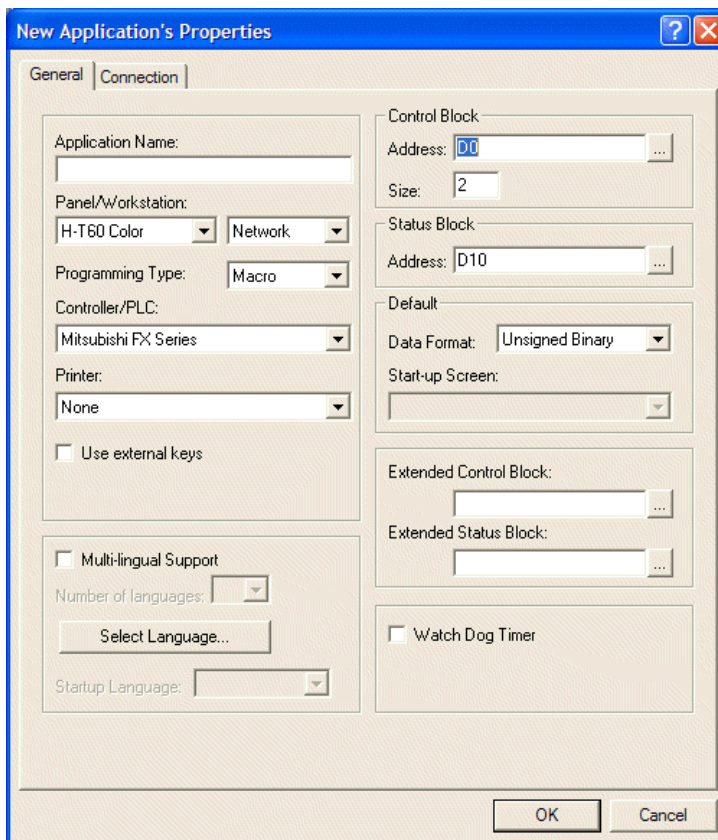 New Application's Properties
General
Connection
Application Name:
Panel/Workstation:
H-T60 Color
Network
Programming Type:
Macro
Controller/PLC:
Mitsubishi FX Series
Printer:
None
Use external keys
Multi-lingual Support
Number of languages:
Select Language...
Startup Language:
Control Block
Address: D0 ...
Size: 2
Status Block
Address: D10 ...
Default
Data Format: Unsigned Binary
Start-up Screen:
Extended Control Block:
...
Extended Status Block:
...
Watch Dog Timer
OK
Cancel